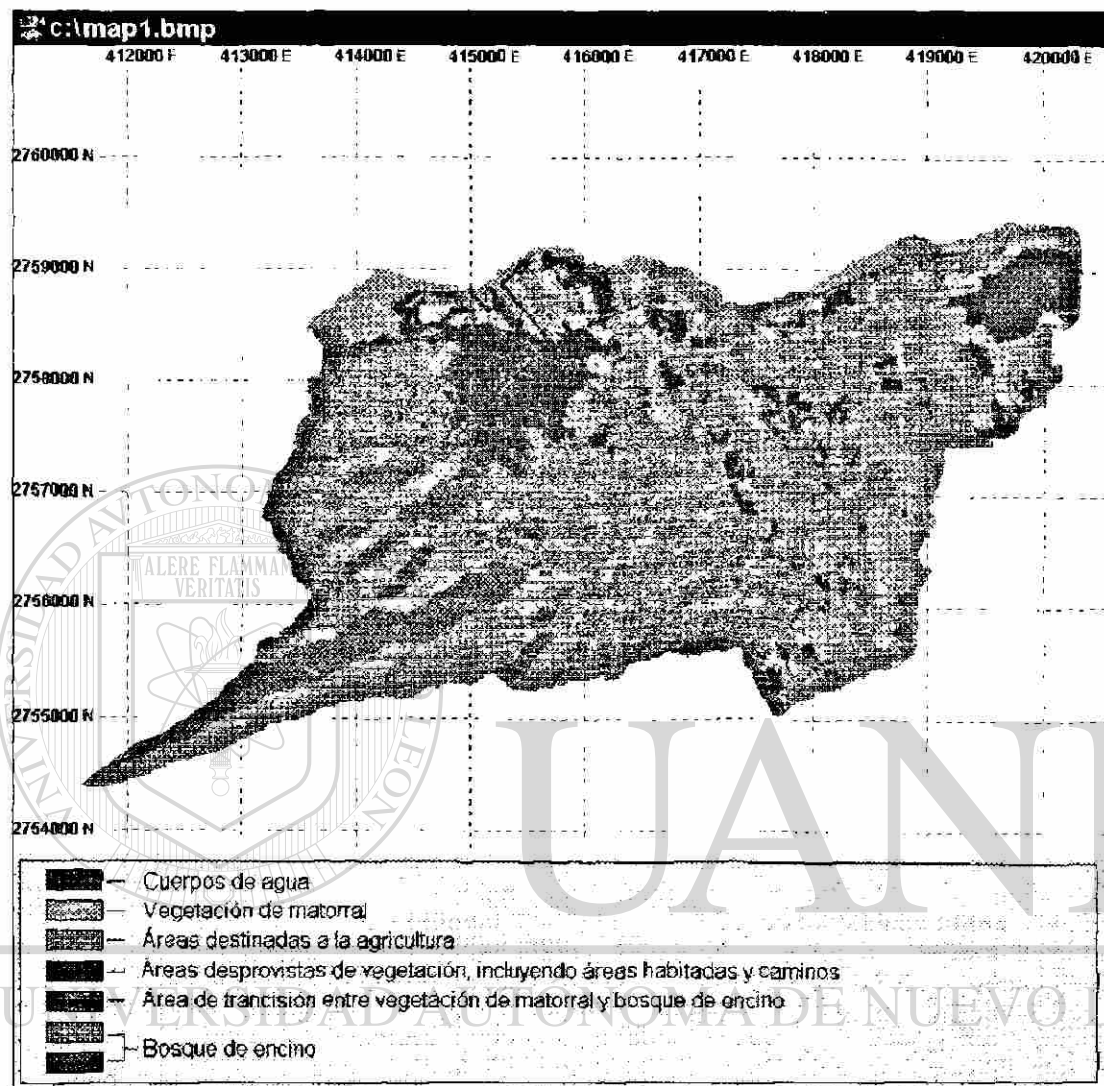 c:\map1.bmp
412000 E 413000 E 414000 E 415000 E 416000 E 417000 E 418000 E 419000 E 420000 E
2760000 N
2759000 N
2758000 N
2757000 N
2756000 N
2755000 N
2754000 N
ALERE FLAMMAM
VERITATIS
UANL
Cuerpos de agua
Vegetación de matorral
Áreas destinadas a la agricultura
Áreas desprovistas de vegetación, incluyendo áreas habitadas y caminos
Área de trancisión entre vegetación de matorral y bosque de encino
Bosque de encino
UNIVERSIDAD AUTÓNOMA DE NUEVO